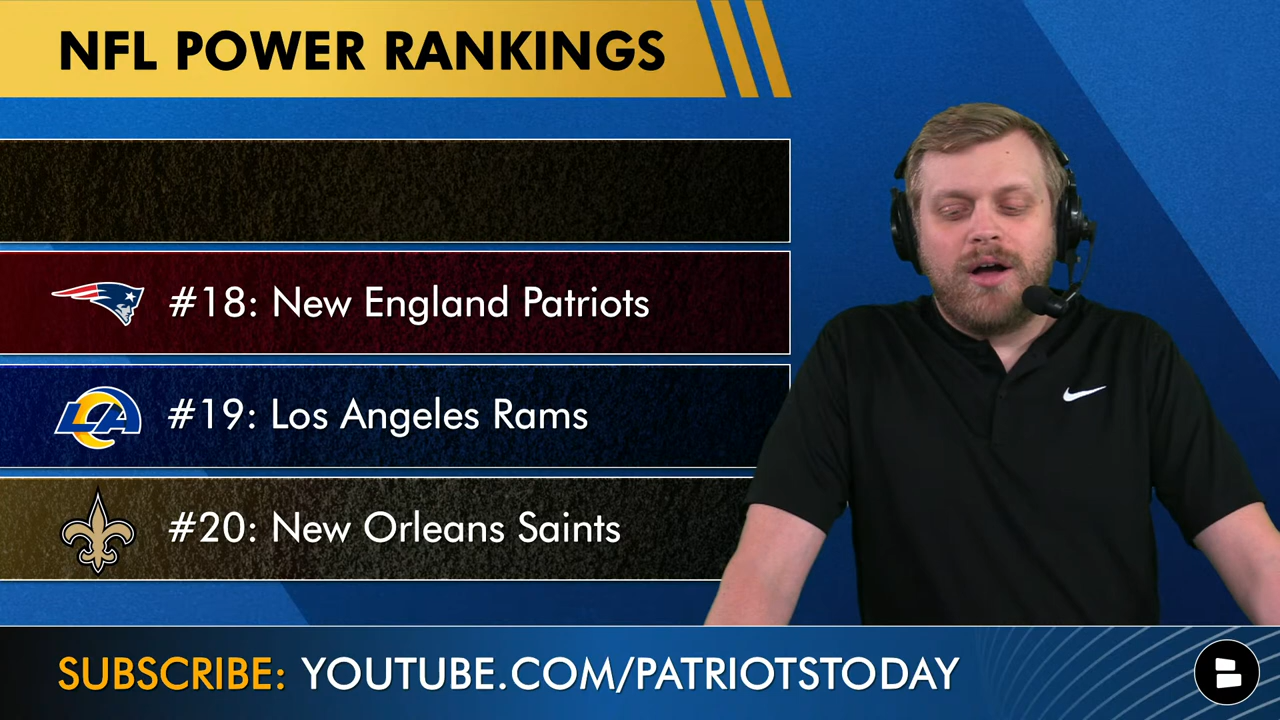 NFL POWER RANKINGS
#18: New England Patriots
LA
#19: Los Angeles Rams
#20: New Orleans Saints
SUBSCRIBE: YOUTUBE.COM/PATRIOTSTODAY